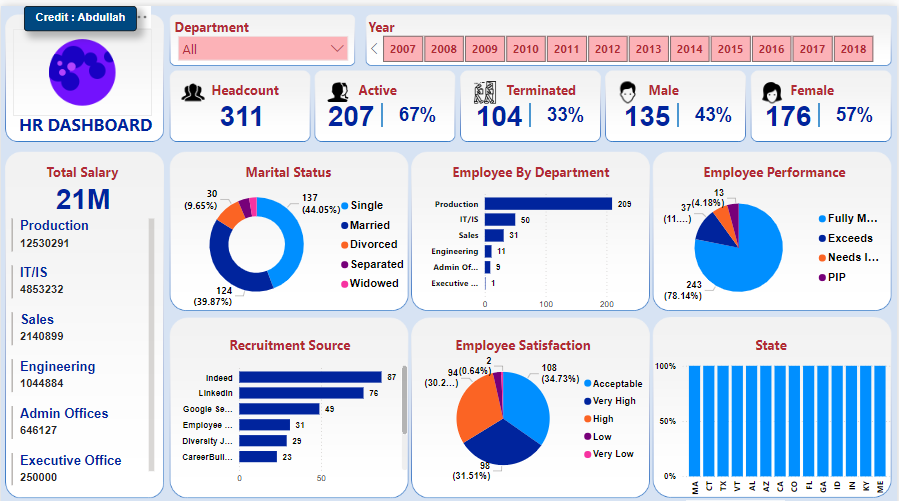 Credit : Abdullah
HR DASHBOARD
Department
All
Year
2007 2008 2009 2010 2011 2012 2013 2014 2015 2016 2017 2018
Headcount
311
Active
207 67%
Terminated
104 33%
Male
135 43%
Female
176 57%
Total Salary
21M
Production
12530291
IT/IS
4853232
Sales
2140899
Engineering
1044884
Admin Offices
646127
Executive Office
250000
Marital Status
30
(9.65%)
137
(44.05%)
124
(39.87%)
Single
Married
Divorced
Separated
Widowed
Employee By Department
Production 209
IT/IS 50
Sales 31
Engineering 11
Admin Of... 9
Executive ... 1
0 100 200
Employee Performance
13
(4.18%)
37
(11....)
243
(78.14%)
Fully M...
Exceeds
Needs I...
PIP
Recruitment Source
Indeed 87
LinkedIn 76
Google Se... 49
Employee ... 31
Diversity J... 29
CareerBuil... 23
0 50
Employee Satisfaction
2
(0.64%)
94
(30.2...)
108
(34.73%)
98
(31.51%)
Acceptable
Very High
High
Low
Very Low
State
100%
50%
0%
MA CT TX VT AL AZ CA CO FL GA ID IN KY ME